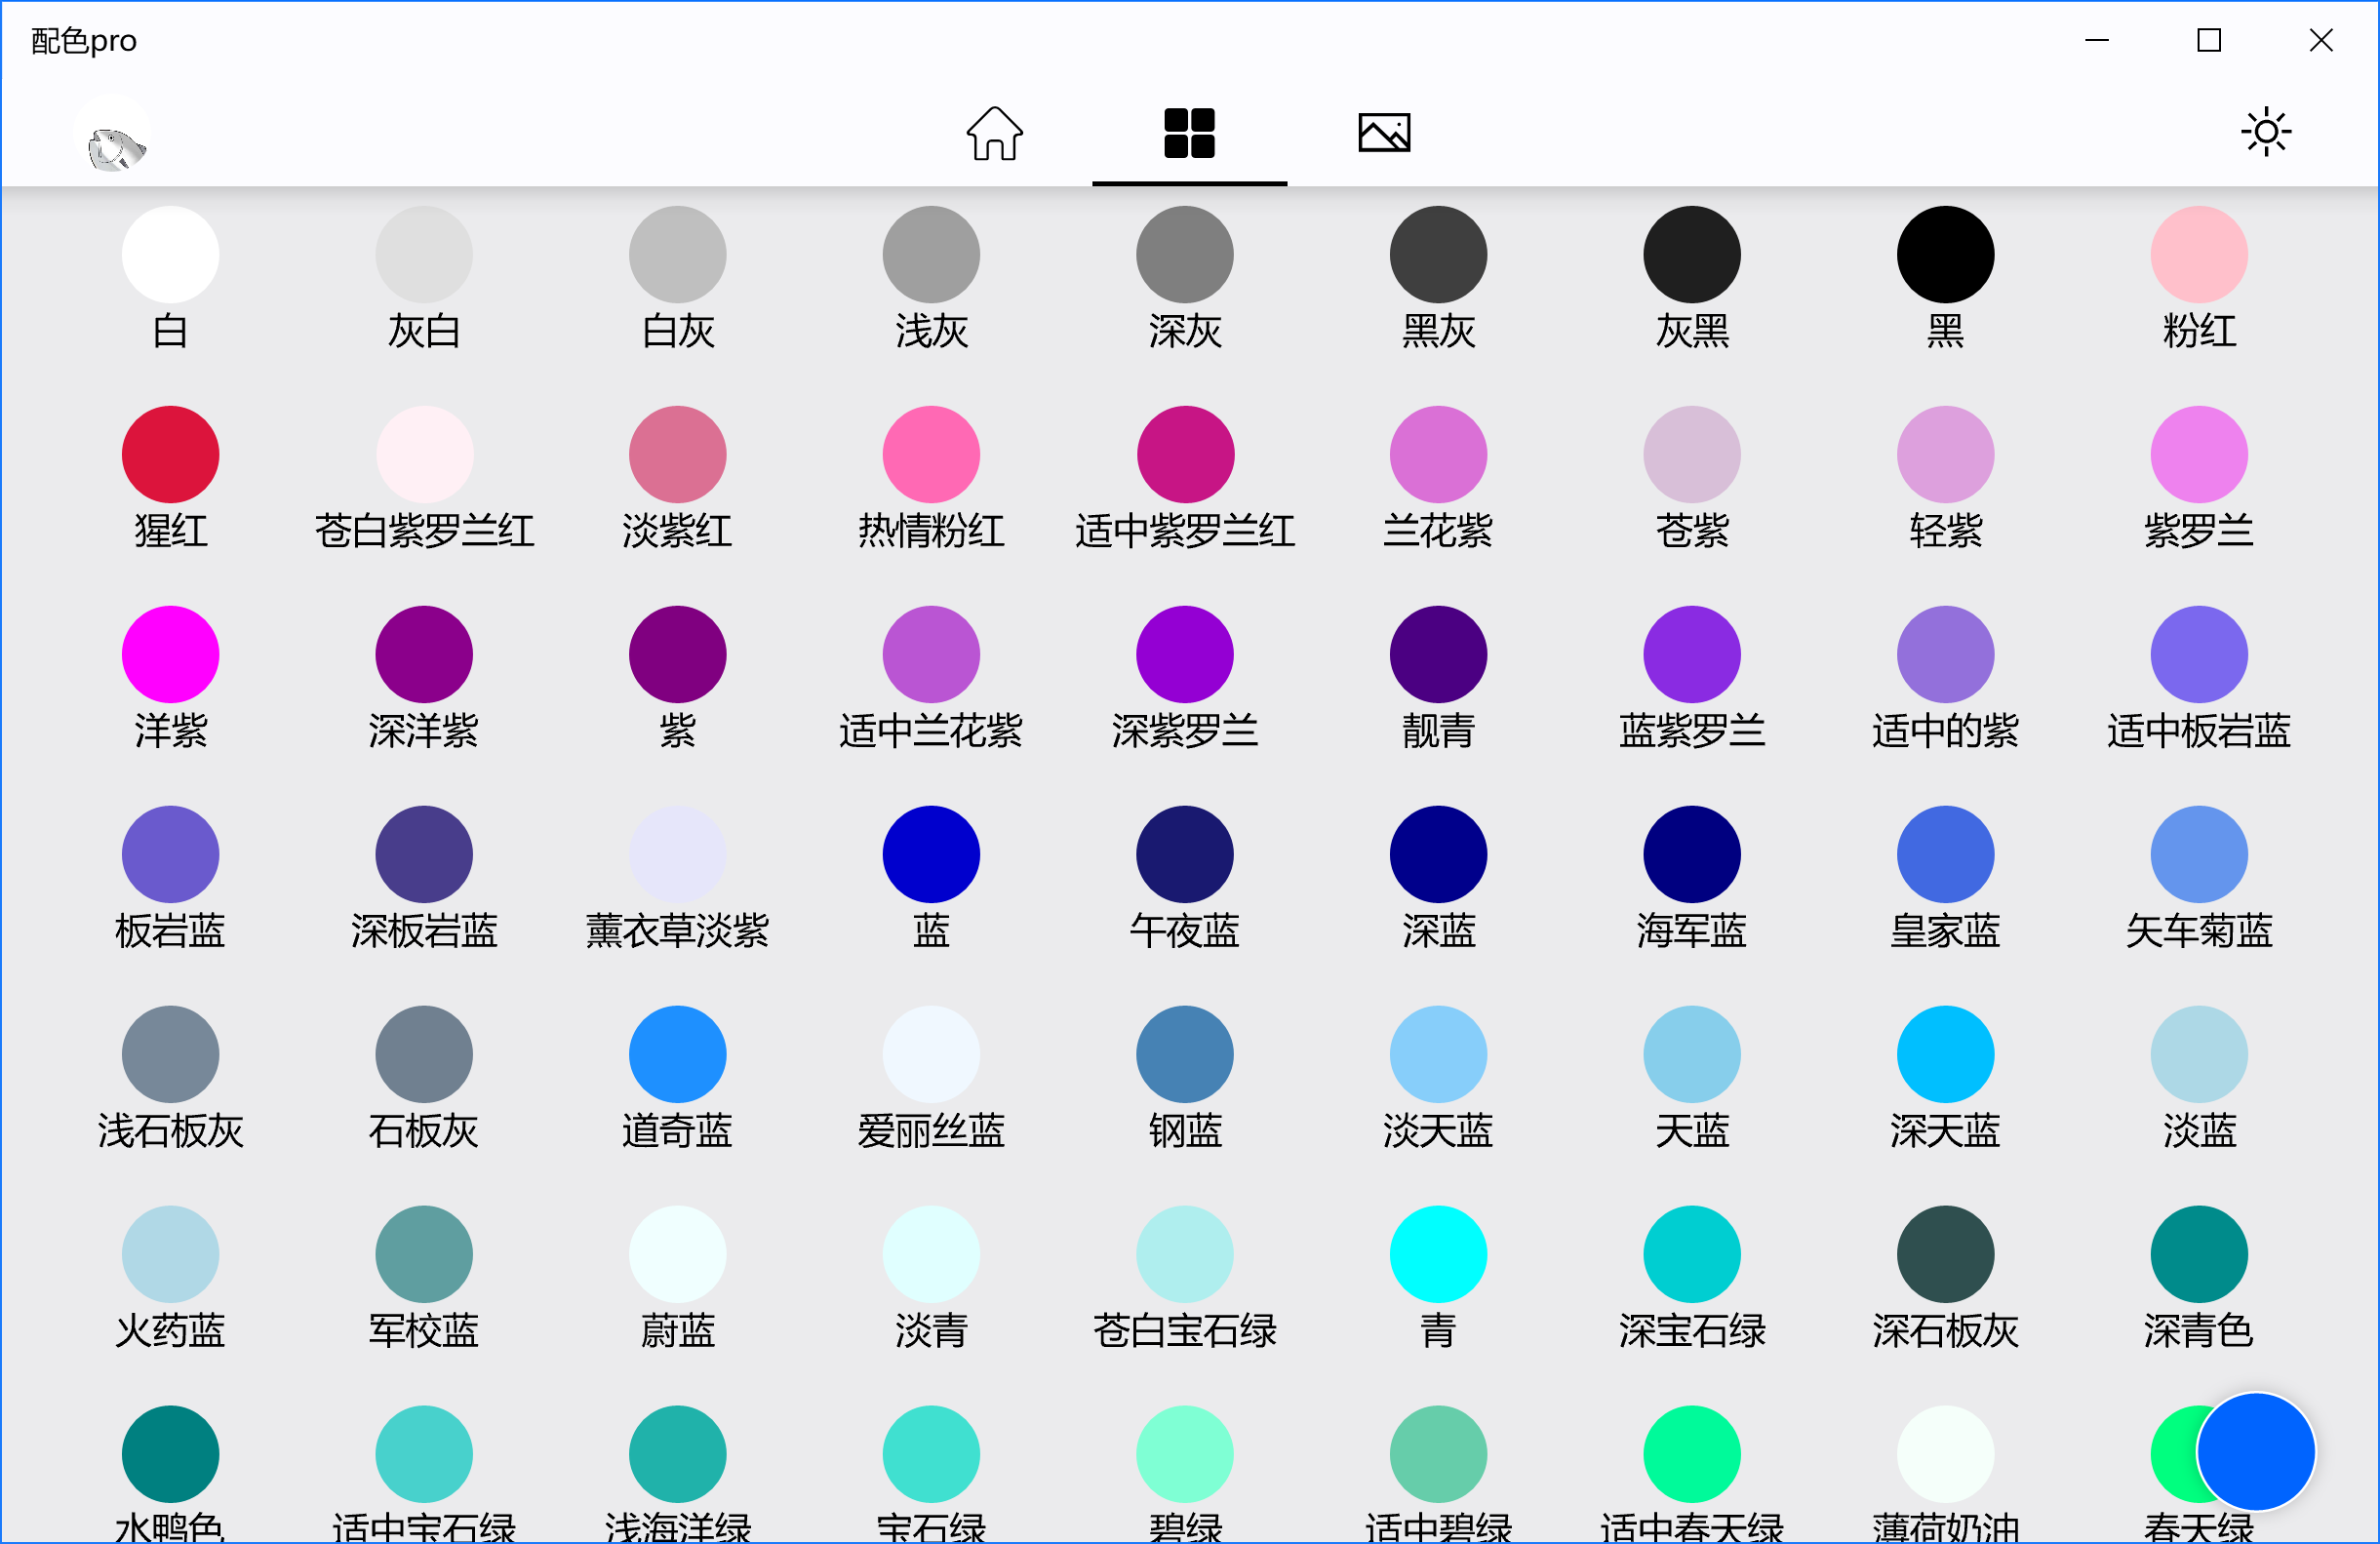 配色pro
白 灰白 白灰 浅灰 深灰 黑灰 灰黑 黑 粉红
猩红 苍白紫罗兰红 淡紫红 热情粉红 适中紫罗兰红 兰花紫 苍紫 轻紫 紫罗兰
洋紫 深洋紫 紫 适中兰花紫 深紫罗兰 靓青 蓝紫罗兰 适中的紫 适中板岩蓝
板岩蓝 深板岩蓝 薰衣草淡紫 蓝 午夜蓝 深蓝 海军蓝 皇家蓝 矢车菊蓝
浅石板灰 石板灰 道奇蓝 爱丽丝蓝 钢蓝 淡天蓝 天蓝 深天蓝 淡蓝
火药蓝 军校蓝 蔚蓝 淡青 苍白宝石绿 青 深宝石绿 深石板灰 深青色
水鸭色 适中宝石绿 浅海洋绿 宝石绿 碧绿 适中碧绿 适中春天绿 薄荷奶油 春天绿